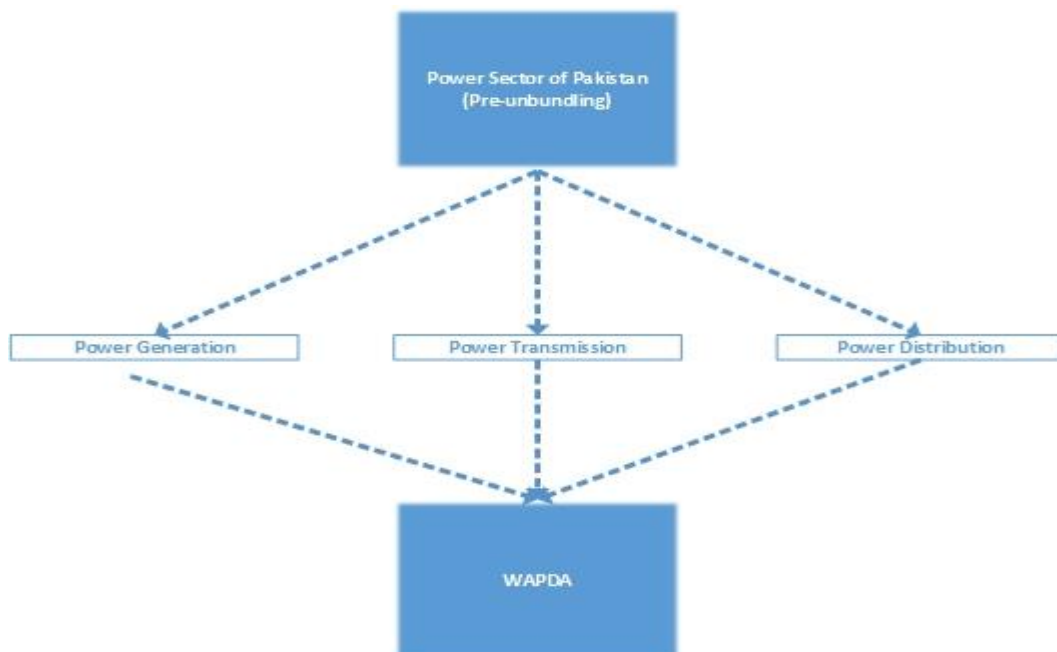 Power Sector of Pakistan
(Pre-unbundling)
Power Generation
Power Transmission
Power Distribution
WAPDA